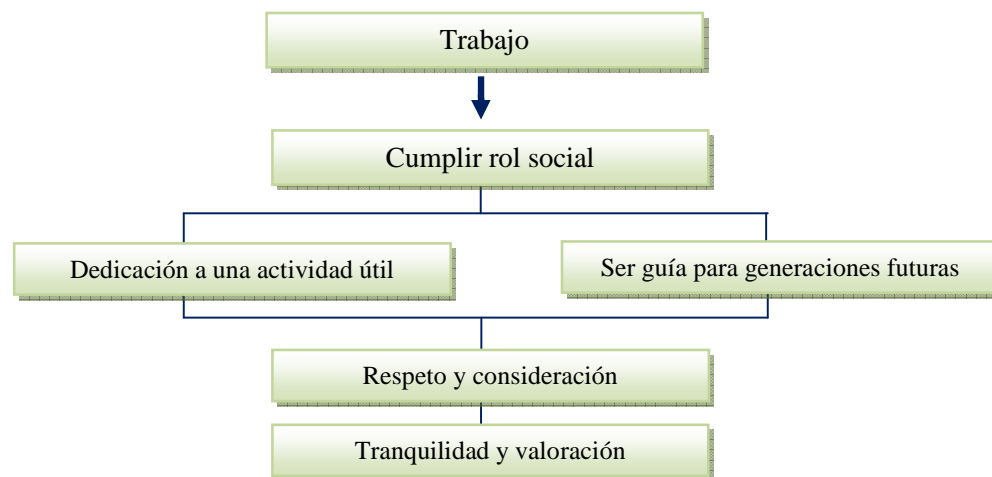 Trabajo
Cumplir rol social
Dedicación a una actividad útil
Ser guía para generaciones futuras
Respeto y consideración
Tranquilidad y valoración